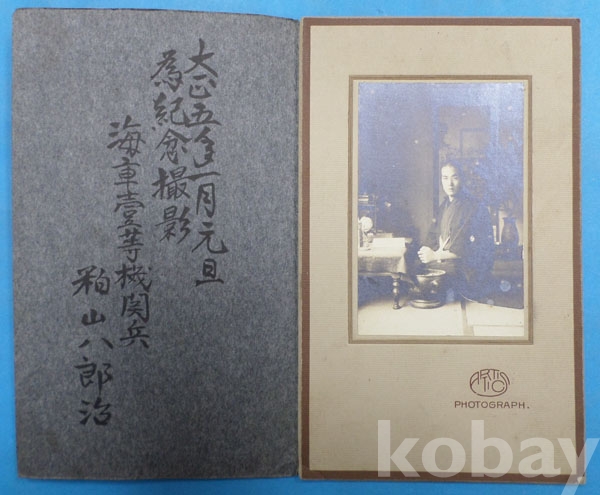 大正五年一月元旦
為紀念撮影
海軍壹等機関兵
粕山八郎治
ARTISTIC
PHOTOGRAPH.
kobay